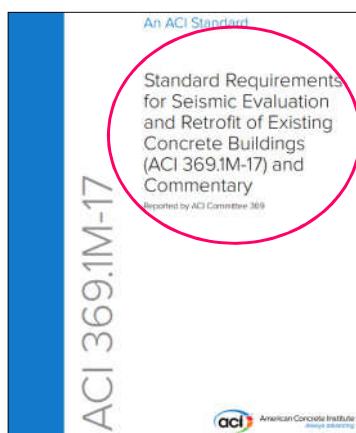 An ACI Standard
Standard Requirements
for Seismic Evaluation
and Retrofit of Existing
Concrete Buildings
(ACI 369.1M-17) and
Commentary
Reported by ACI Committee 369
ACI 369.1M-17
aci
American Concrete Institute
Always advancing